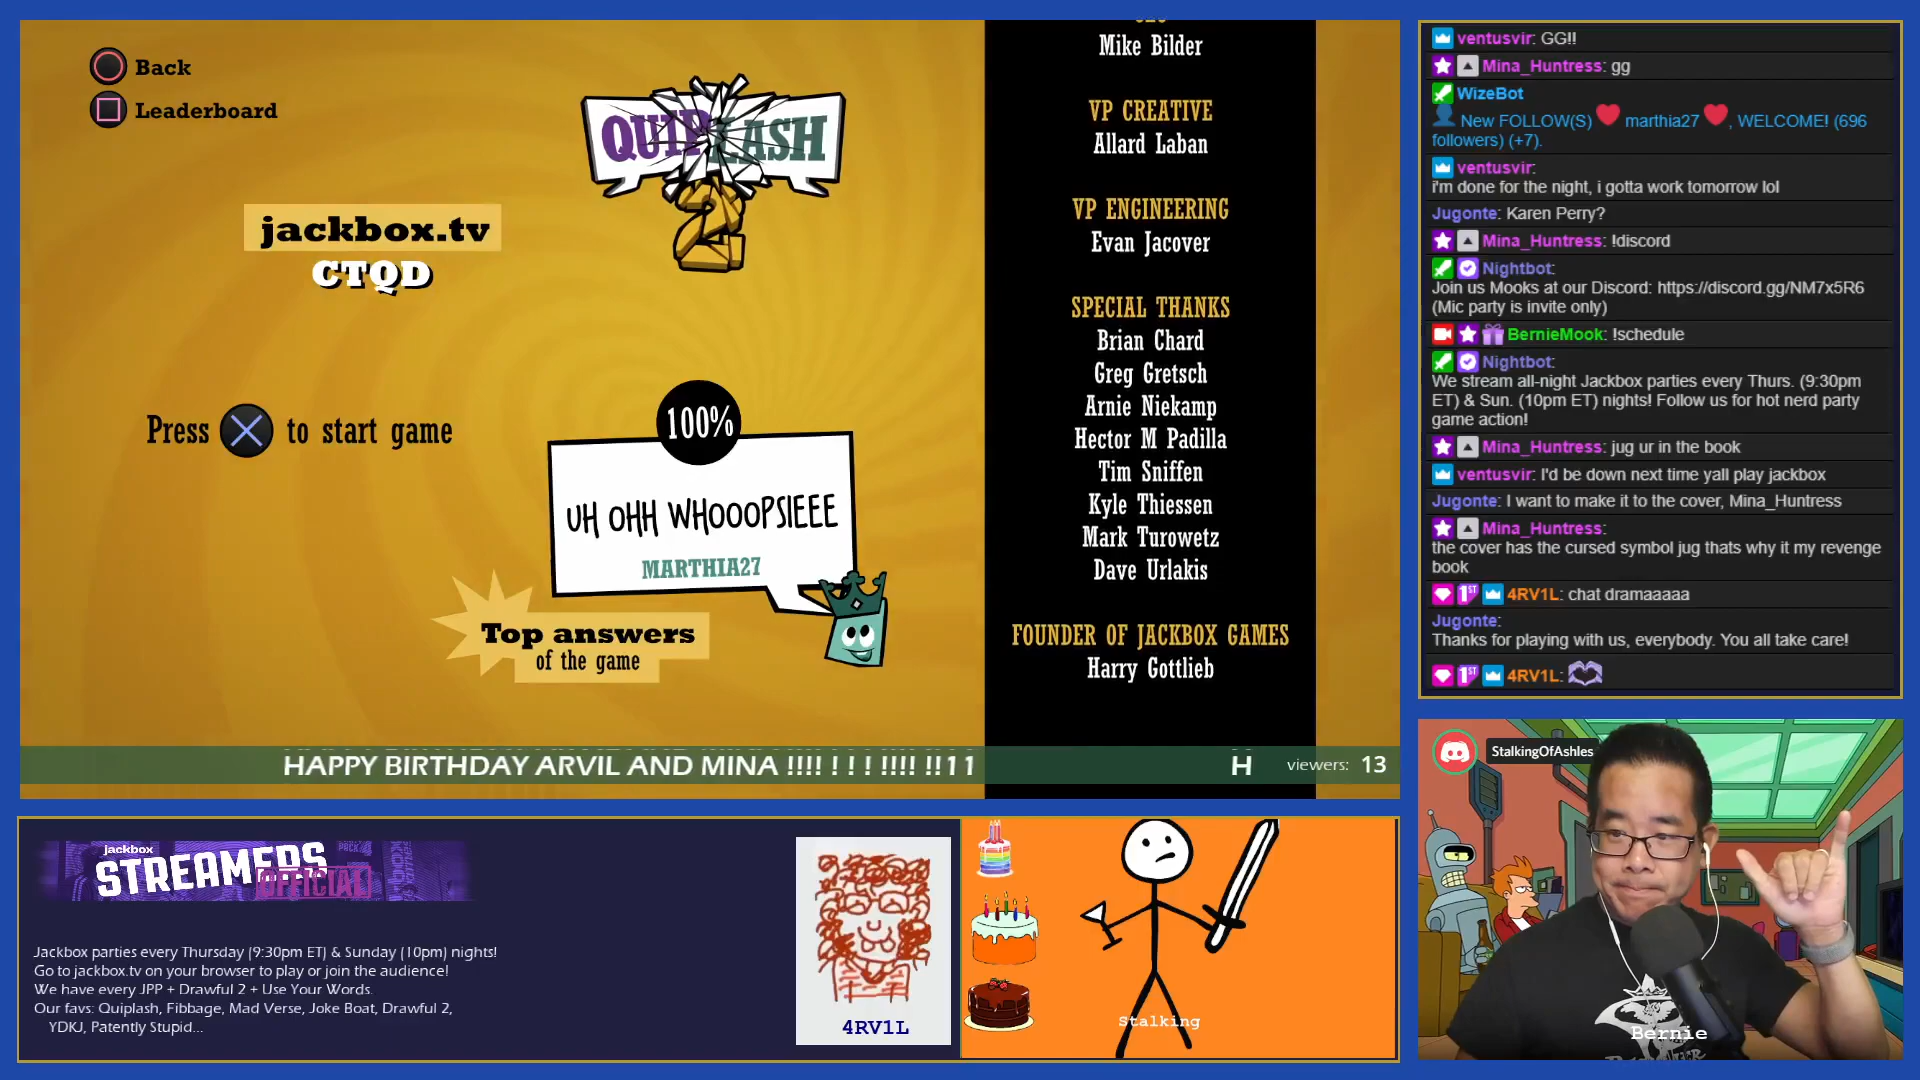 Back
Leaderboard
QUIPLASH
2
jackbox.tv
CTQD
Press to start game
100%
UH OHH WHOOOPSIEEE
MARTHIA27
Top answers
of the game
Mike Bilder
VP CREATIVE
Allard Laban
VP ENGINEERING
Evan Jacover
SPECIAL THANKS
Brian Chard
Greg Gretsch
Arnie Niekamp
Hector M Padilla
Tim Sniffen
Kyle Thiessen
Mark Turowetz
Dave Urlakis
FOUNDER OF JACKBOX GAMES
Harry Gottlieb
HAPPY BIRTHDAY ARVIL AND MINA !!!! ! ! ! !!!! !!11
H
viewers: 13
ventusvir: GG!!
Mina_Huntress: gg
WizeBot
New FOLLOW(S) marthia27 , WELCOME! (696
followers) (+7).
ventusvir:
i'm done for the night, i gotta work tomorrow lol
Jugonte: Karen Perry?
Mina_Huntress: !discord
Nightbot:
Join us Mooks at our Discord: https://discord.gg/NM7x5R6
(Mic party is invite only)
BernieMook: !schedule
Nightbot:
We stream all-night Jackbox parties every Thurs. (9:30pm
ET) & Sun. (10pm ET) nights! Follow us for hot nerd party
game action!
Mina_Huntress: jug ur in the book
ventusvir: I'd be down next time yall play jackbox
Jugonte: I want to make it to the cover, Mina_Huntress
Mina_Huntress:
the cover has the cursed symbol jug thats why it my revenge
book
1ST 4RV1L: chat dramaaaaa
Jugonte:
Thanks for playing with us, everybody. You all take care!
1ST 4RV1L:
jackbox
STREAMERS
OFFICIAL
Jackbox parties every Thursday (9:30pm ET) & Sunday (10pm) nights!
Go to jackbox.tv on your browser to play or join the audience!
We have every JPP + Drawful 2 + Use Your Words.
Our favs: Quiplash, Fibbage, Mad Verse, Joke Boat, Drawful 2,
YDKJ, Patently Stupid...
4RV1L
Stalking
StalkingOfAshles
Bernie